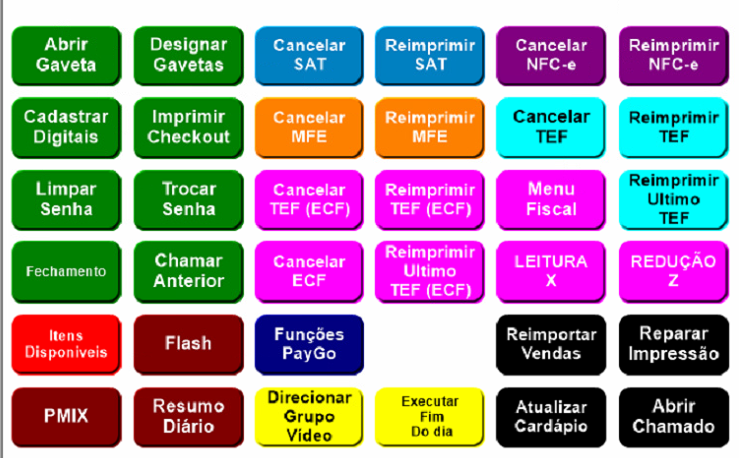 Abrir
Gaveta
Designar
Gavetas
Cancelar
SAT
Reimprimir
SAT
Cancelar
NFC-e
Reimprimir
NFC-e
Cadastrar
Digitais
Imprimir
Checkout
Cancelar
MFE
Reimprimir
MFE
Cancelar
TEF
Reimprimir
TEF
Limpar
Senha
Trocar
Senha
Cancelar
TEF (ECF)
Reimprimir
TEF (ECF)
Menu
Fiscal
Reimprimir
Ultimo
TEF
Fechamento
Chamar
Anterior
Cancelar
ECF
Reimprimir
Ultimo
TEF (ECF)
LEITURA
X
REDUÇÃO
Z
Itens
Disponíveis
Flash
Funções
PayGo
Reimportar
Vendas
Reparar
Impressão
PMIX
Resumo
Diário
Direcionar
Grupo
Vídeo
Executar
Fim
Do dia
Atualizar
Cardápio
Abrir
Chamado